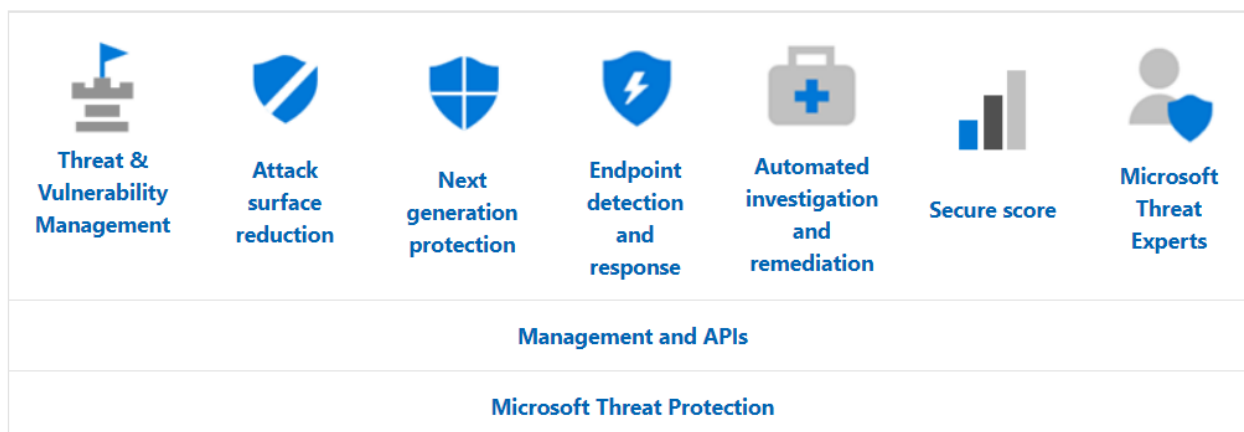 Threat &
Vulnerability
Management
Attack
surface
reduction
Next
generation
protection
Endpoint
detection
and
response
Automated
investigation
and
remediation
Secure score
Microsoft
Threat
Experts
Management and APIs
Microsoft Threat Protection